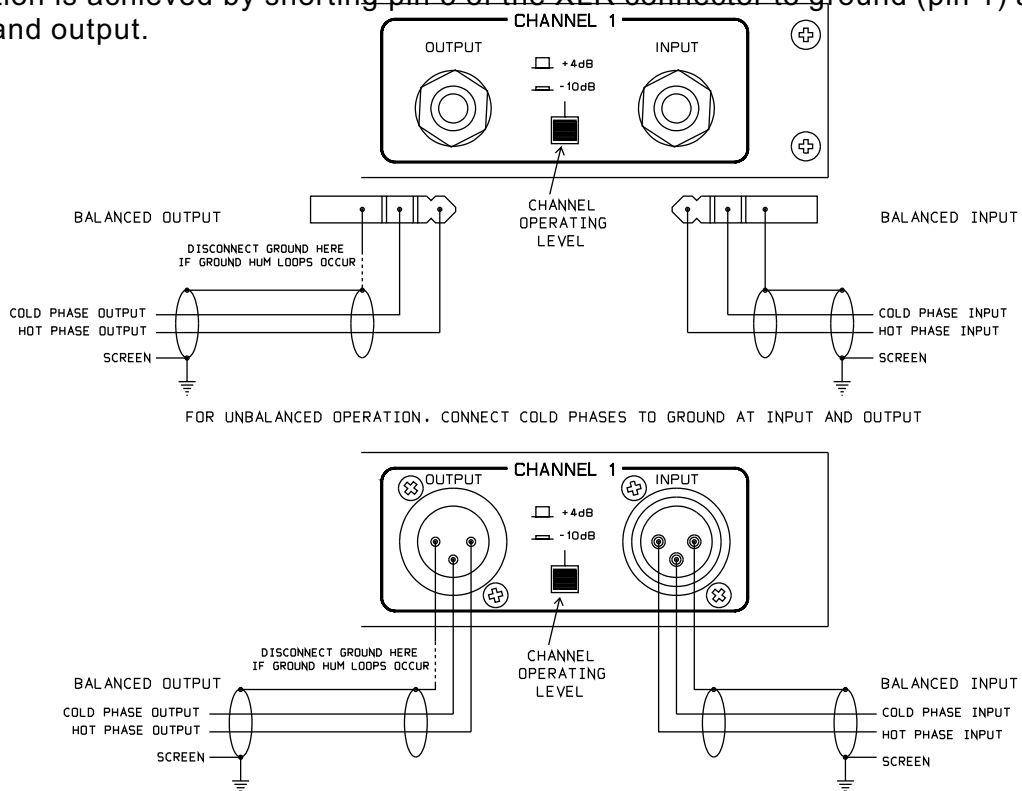 and output.
CHANNEL 1
OUTPUT
INPUT
+4dB
-10dB
CHANNEL
OPERATING
LEVEL
BALANCED OUTPUT
BALANCED INPUT
DISCONNECT GROUND HERE
IF GROUND HUM LOOPS OCCUR
COLD PHASE OUTPUT
HOT PHASE OUTPUT
SCREEN
COLD PHASE INPUT
HOT PHASE INPUT
SCREEN
FOR UNBALANCED OPERATION. CONNECT COLD PHASES TO GROUND AT INPUT AND OUTPUT
CHANNEL 1
OUTPUT
INPUT
+4dB
-10dB
CHANNEL
OPERATING
LEVEL
DISCONNECT GROUND HERE
IF GROUND HUM LOOPS OCCUR
BALANCED OUTPUT
BALANCED INPUT
COLD PHASE OUTPUT
HOT PHASE OUTPUT
SCREEN
COLD PHASE INPUT
HOT PHASE INPUT
SCREEN